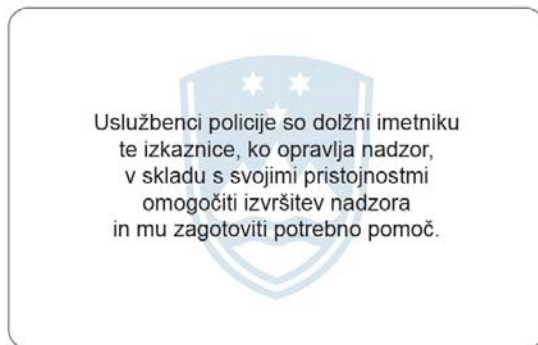 Uslužbenci policije so dolžni imetniku
te izkaznice, ko opravlja nadzor,
v skladu s svojimi pristojnostmi
omogočiti izvršitev nadzora
in mu zagotoviti potrebno pomoč.